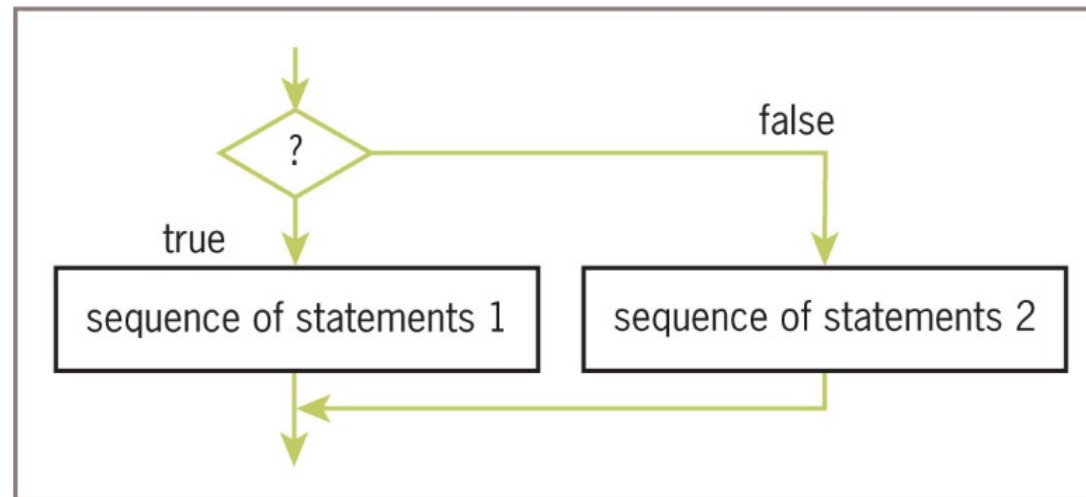 ?
false
true
sequence of statements 1
sequence of statements 2